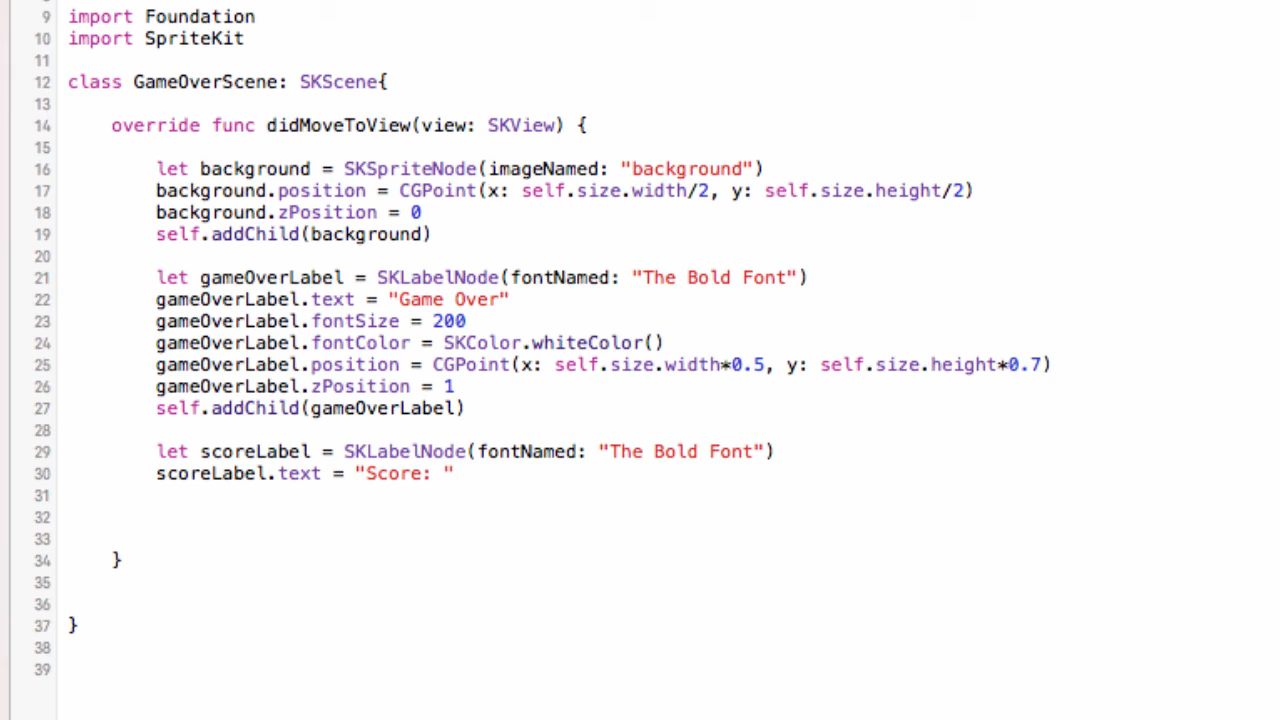 9 import Foundation
10 import SpriteKit
11
12 class GameOverScene: SKScene{
13
14 override func didMoveToView(view: SKView) {
15
16 let background = SKSpriteNode(imageNamed: "background")
17 background.position = CGPoint(x: self.size.width/2, y: self.size.height/2)
18 background.zPosition = 0
19 self.addChild(background)
20
21 let gameOverLabel = SKLabelNode(fontNamed: "The Bold Font")
22 gameOverLabel.text = "Game Over"
23 gameOverLabel.fontSize = 200
24 gameOverLabel.fontColor = SKColor.whiteColor()
25 gameOverLabel.position = CGPoint(x: self.size.width*0.5, y: self.size.height*0.7)
26 gameOverLabel.zPosition = 1
27 self.addChild(gameOverLabel)
28
29 let scoreLabel = SKLabelNode(fontNamed: "The Bold Font")
30 scoreLabel.text = "Score: "
31
32
33
34 }
35
36
37 }
38
39